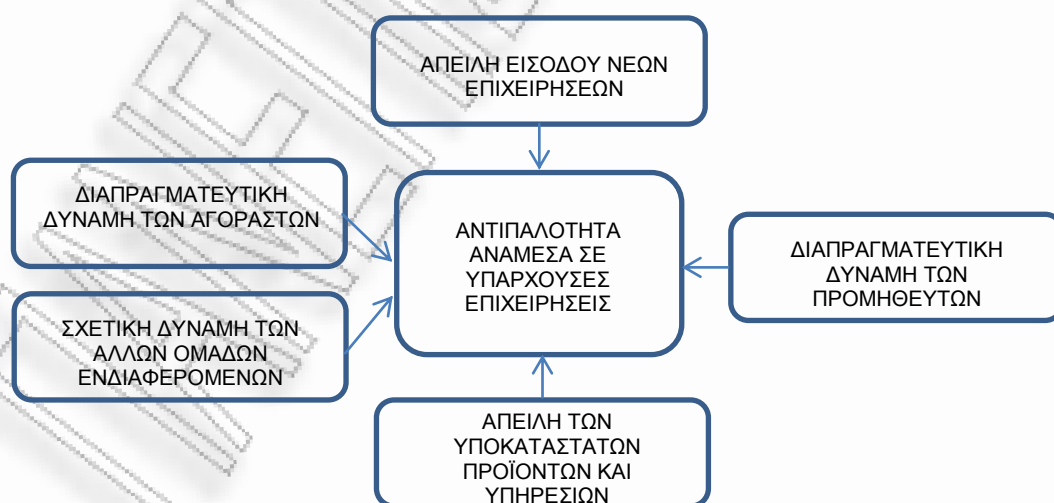 ΑΠΕΙΛΗ ΕΙΣΟΔΟΥ ΝΕΩΝ
ΕΠΙΧΕΙΡΗΣΕΩΝ
ΔΙΑΠΡΑΓΜΑΤΕΥΤΙΚΗ
ΔΥΝΑΜΗ ΤΩΝ ΑΓΟΡΑΣΤΩΝ
ΑΝΤΙΠΑΛΟΤΗΤΑ
ΑΝΑΜΕΣΑ ΣΕ
ΥΠΑΡΧΟΥΣΕΣ
ΕΠΙΧΕΙΡΗΣΕΙΣ
ΔΙΑΠΡΑΓΜΑΤΕΥΤΙΚΗ
ΔΥΝΑΜΗ ΤΩΝ
ΠΡΟΜΗΘΕΥΤΩΝ
ΣΧΕΤΙΚΗ ΔΥΝΑΜΗ ΤΩΝ
ΑΛΛΩΝ ΟΜΑΔΩΝ
ΕΝΔΙΑΦΕΡΟΜΕΝΩΝ
ΑΠΕΙΛΗ ΤΩΝ
ΥΠΟΚΑΤΑΣΤΑΤΩΝ
ΠΡΟΪΟΝΤΩΝ ΚΑΙ
ΥΠΗΡΕΣΙΩΝ